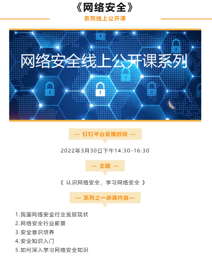 《网络安全》
系列线上公开课
网络安全线上公开课系列
钉钉平台直播时间
2022年3月30日下午14:30-16:30
主题
《 认识网络安全、学习网络安全 》
系列之一讲课内容
1.我国网络安全行业发展现状
2.网络安全行业前景
3.安全意识培养
4.安全知识入门
5.如何深入学习网络安全知识